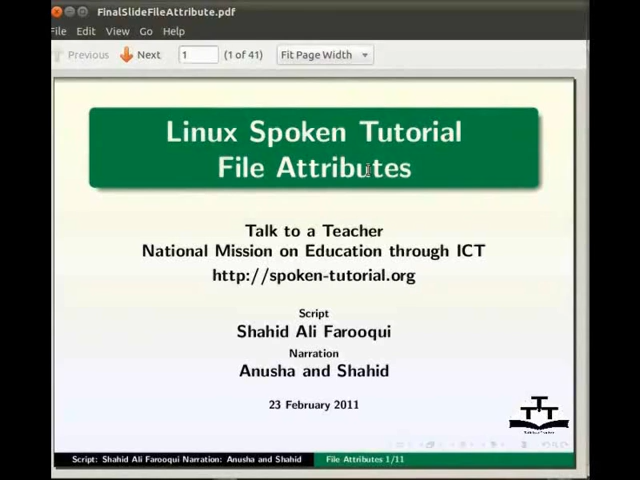 FinalSlideFileAttribute.pdf
File Edit View Go Help
Previous Next 1 (1 of 41) Fit Page Width
Linux Spoken Tutorial
File Attributes
Talk to a Teacher
National Mission on Education through ICT
http://spoken-tutorial.org
Script
Shahid Ali Farooqui
Narration
Anusha and Shahid
23 February 2011
Script: Shahid Ali Farooqui Narration: Anusha and Shahid File Attributes 1/11